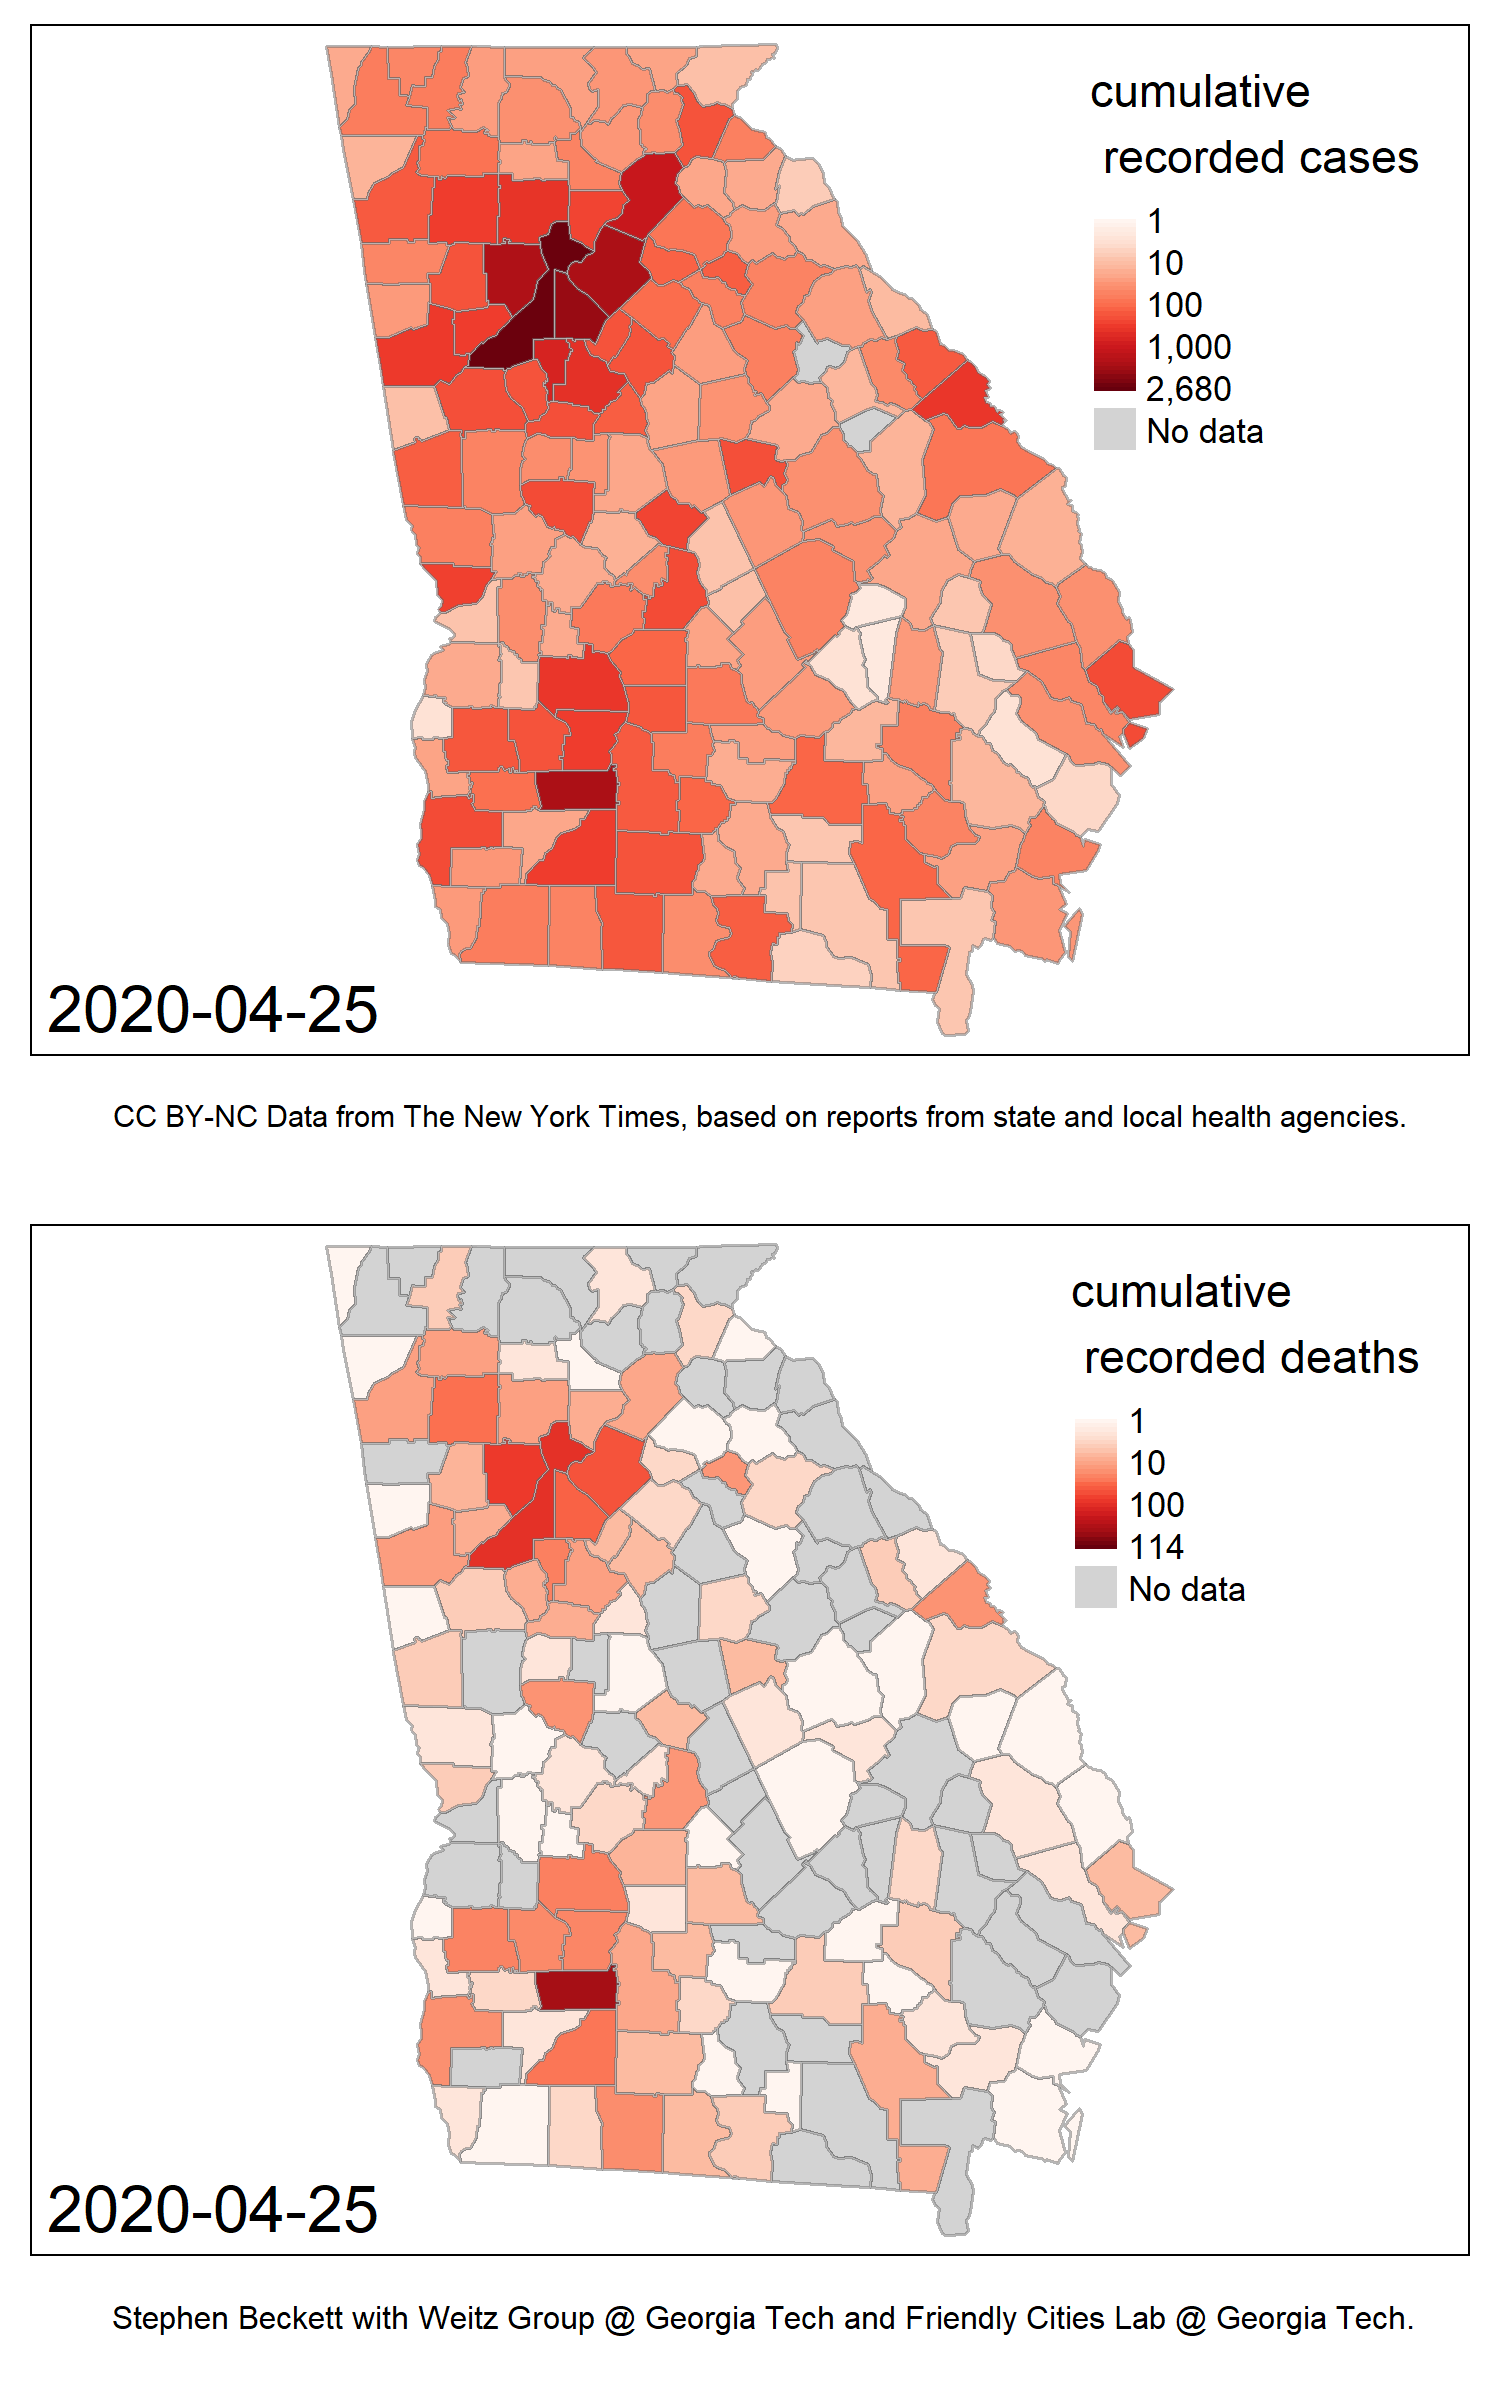 cumulative
recorded cases
1
10
100
1,000
2,680
No data
2020-04-25
CC BY-NC Data from The New York Times, based on reports from state and local health agencies.
cumulative
recorded deaths
1
10
100
114
No data
2020-04-25
Stephen Beckett with Weitz Group @ Georgia Tech and Friendly Cities Lab @ Georgia Tech.